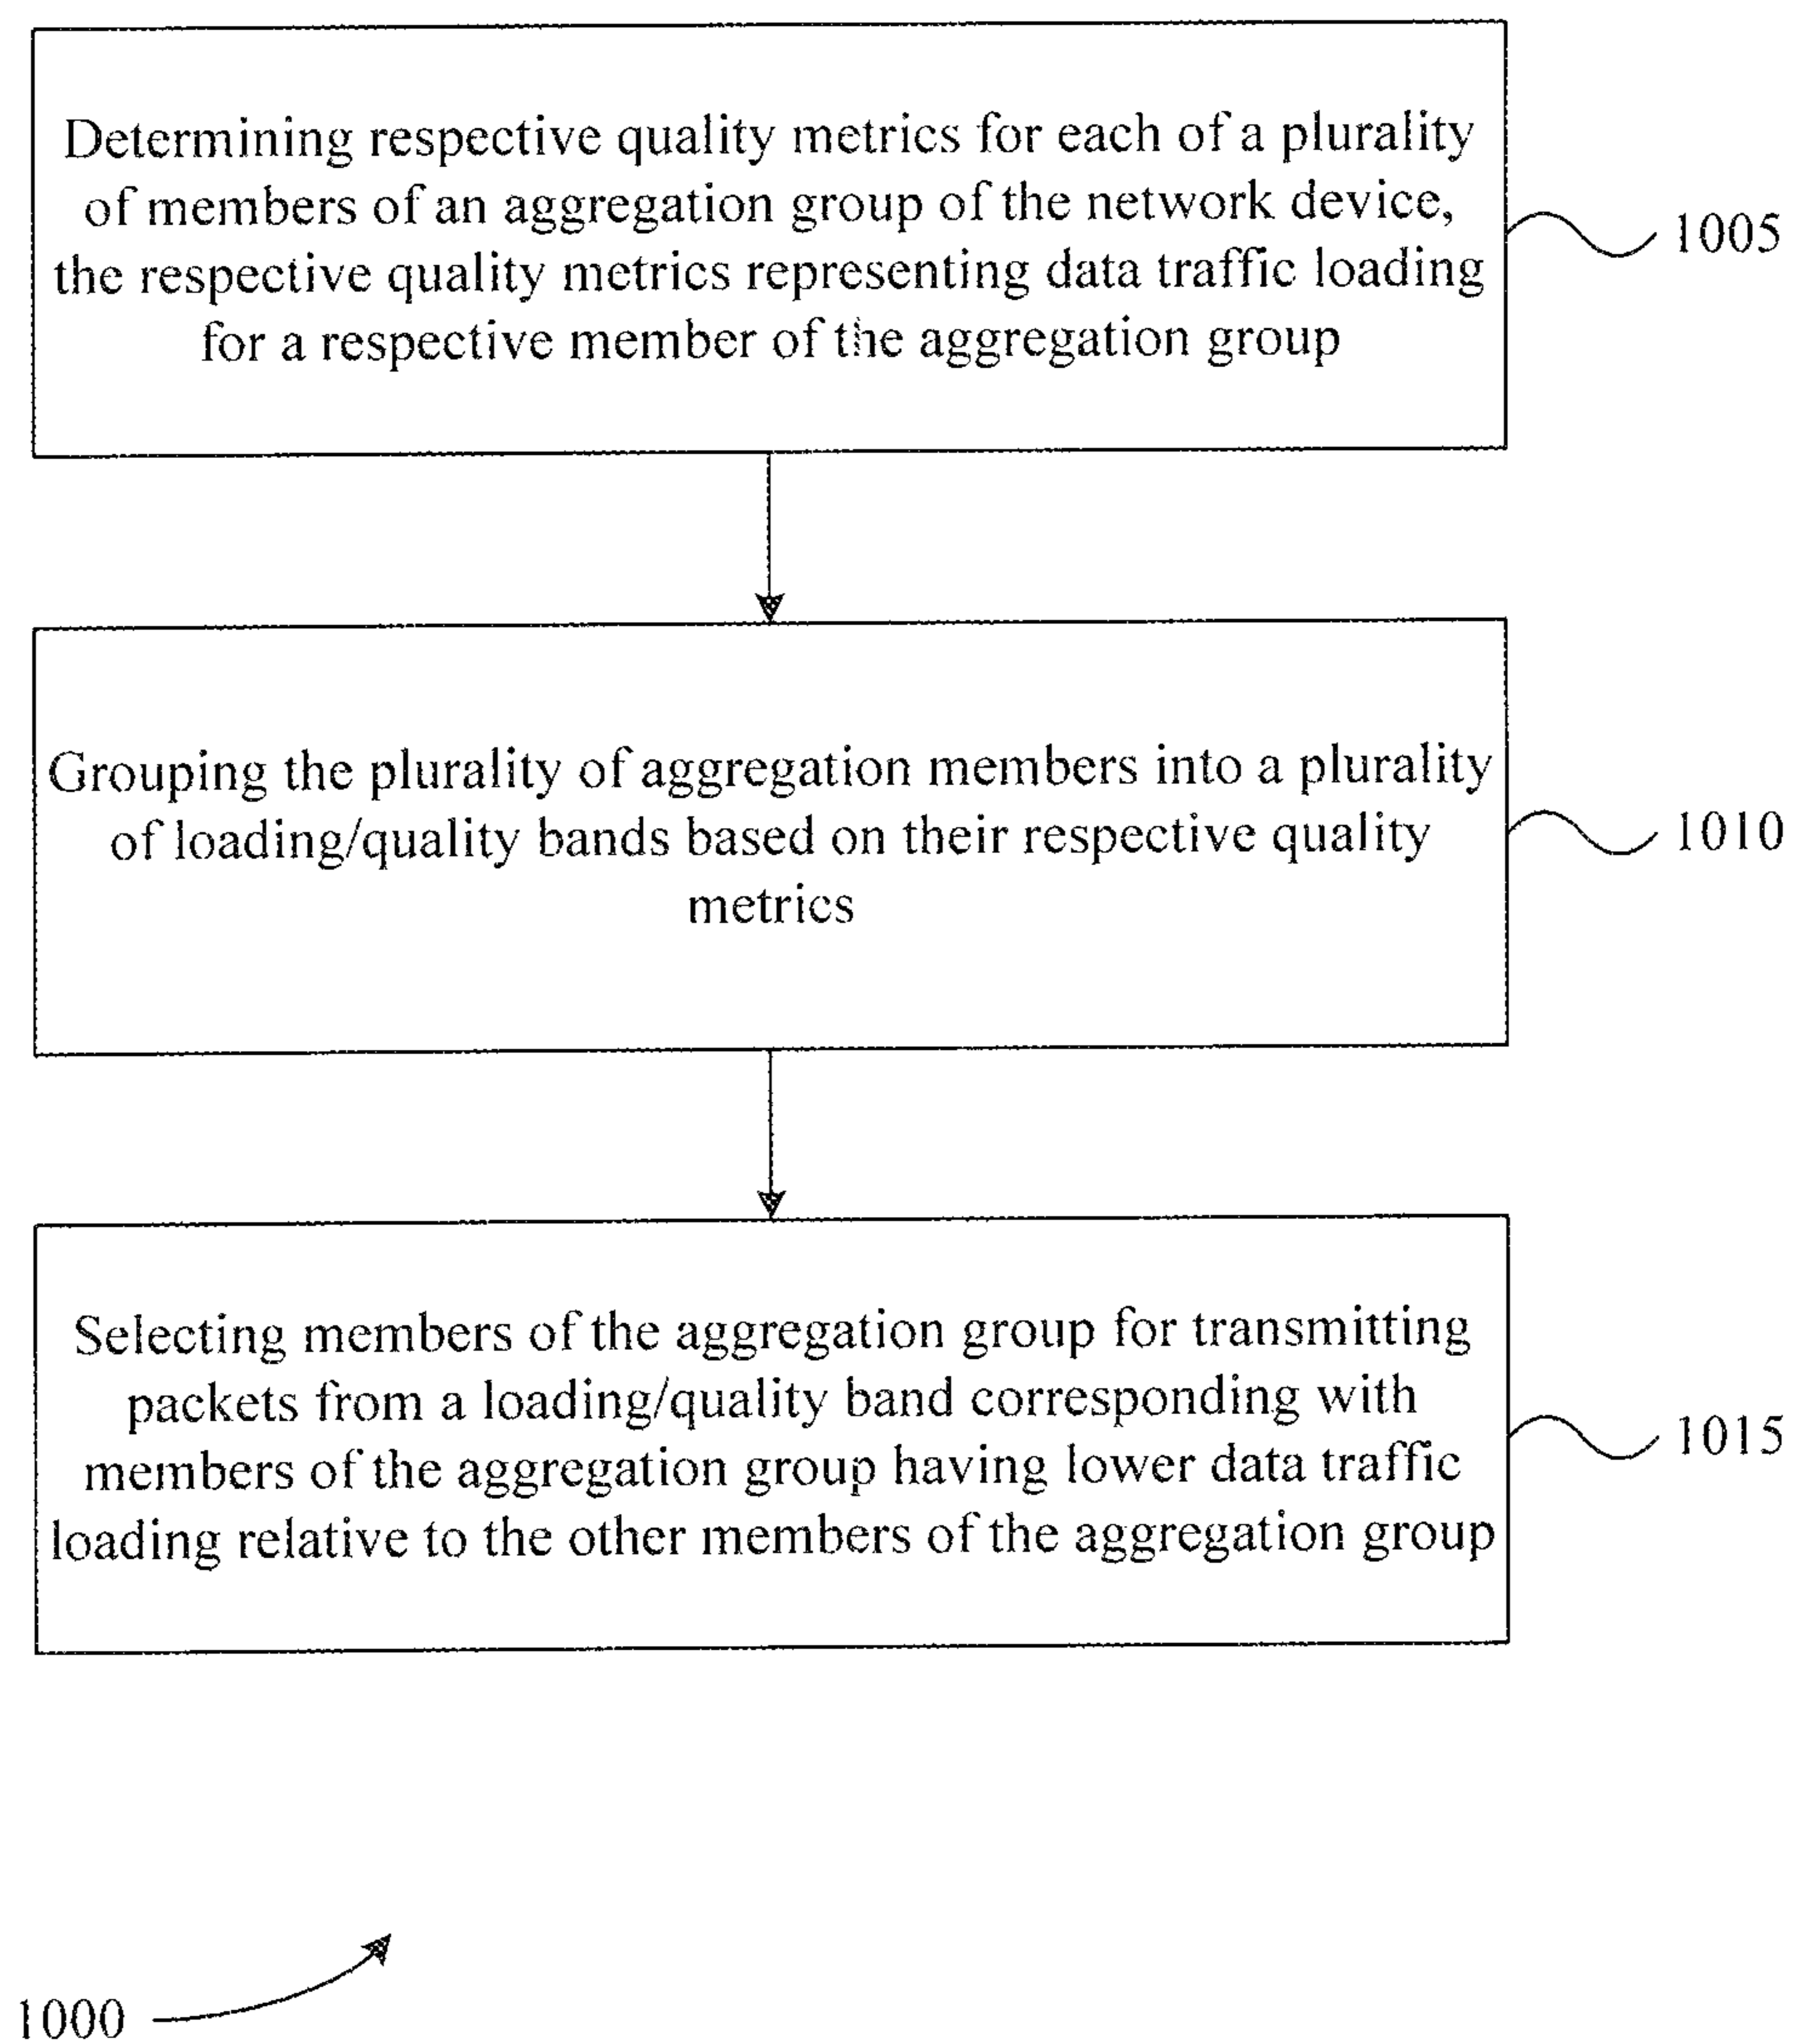 Determining respective quality metrics for each of a plurality
of members of an aggregation group of the network device,
the respective quality metrics representing data traffic loading
for a respective member of the aggregation group
1005
Grouping the plurality of aggregation members into a plurality
of loading/quality bands based on their respective quality
metrics
1010
Selecting members of the aggregation group for transmitting
packets from a loading/quality band corresponding with
members of the aggregation group having lower data traffic
loading relative to the other members of the aggregation group
1015
1000